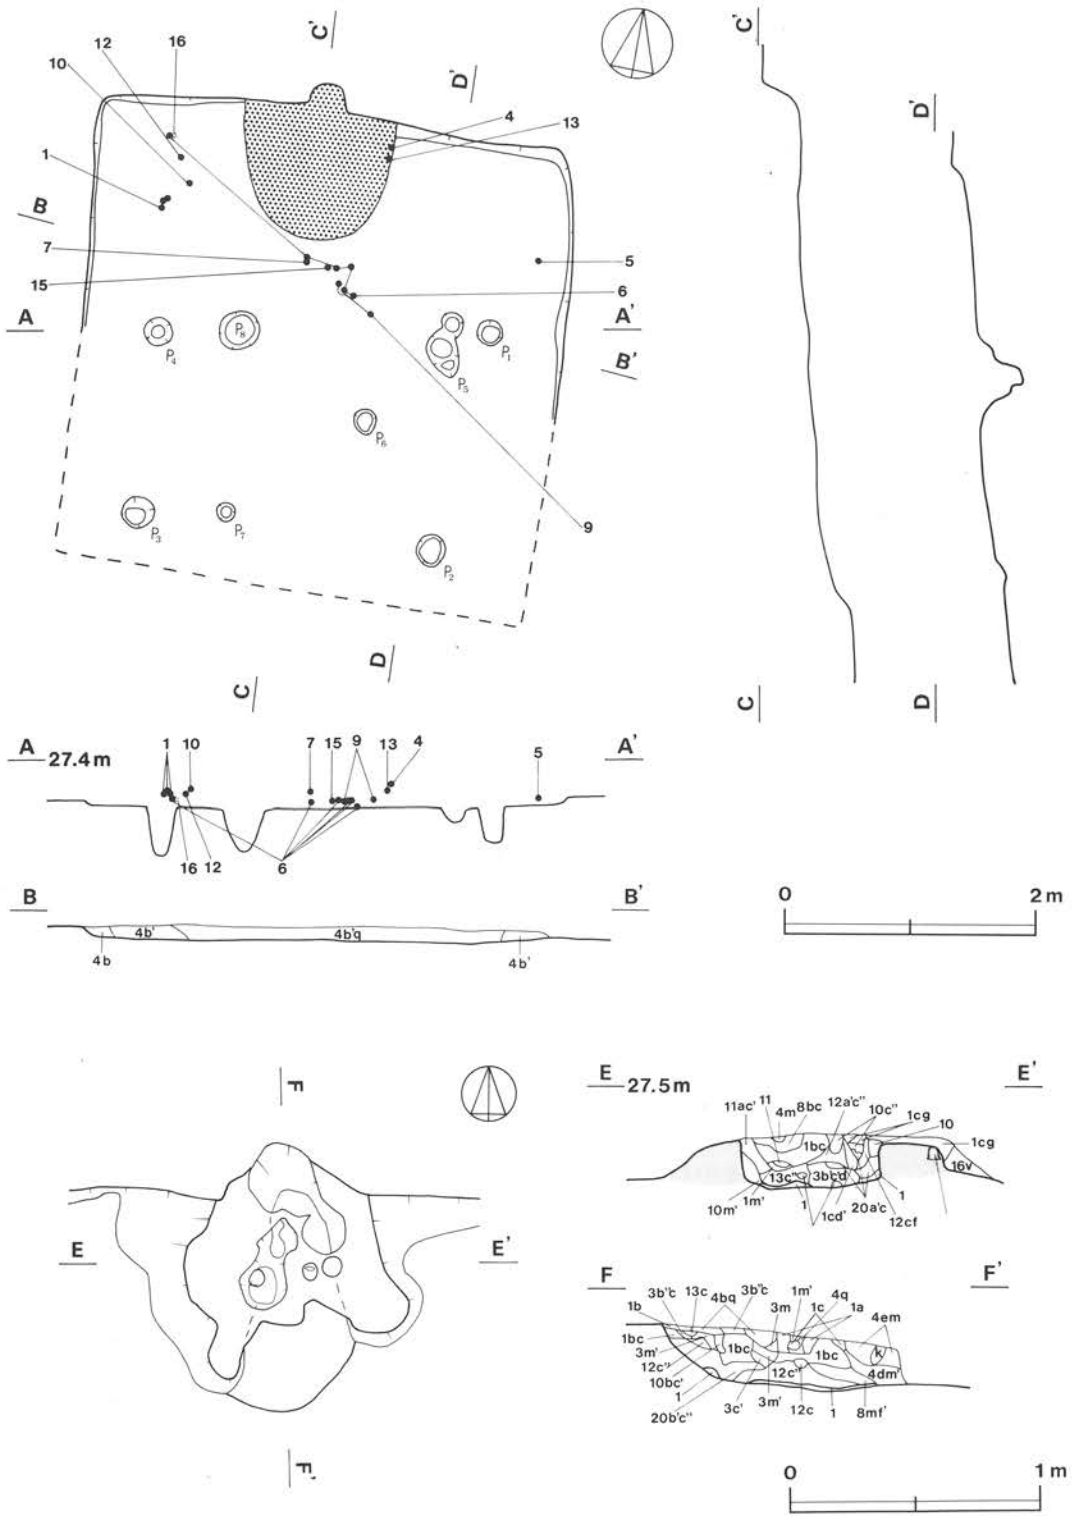 C'
C'
12
16
10
D'
4
D'
13
1
B
7
5
15
6
A
A'
P4
P8
P5
P1
B'
P6
9
P3
P7
P2
D
C
C
D
A 27.4m
1
10
7
15
9
13
4
5
A'
16
12
6
B
B'
4b'
4b'q
4b
4b'
0
2m
F
E
E'
F'
E 27.5m
E'
11ac'
11
4m
8bc
12a'c"
10c"
1cg
10
1bc
1cg
13c"
3bcd
16v
10m'
1m'
1
1cd'
20a'c
12cf
1
F
F'
3b"c
13c
4bq
3b"c
3m
1m'
1c
4q
1a
4em
1b
1bc
1bc
1bc
k
3m'
12c"
12c"
4dm'
10bc'
1
20b'c"
3c'
3m'
12c
1
8mf'
0
1m